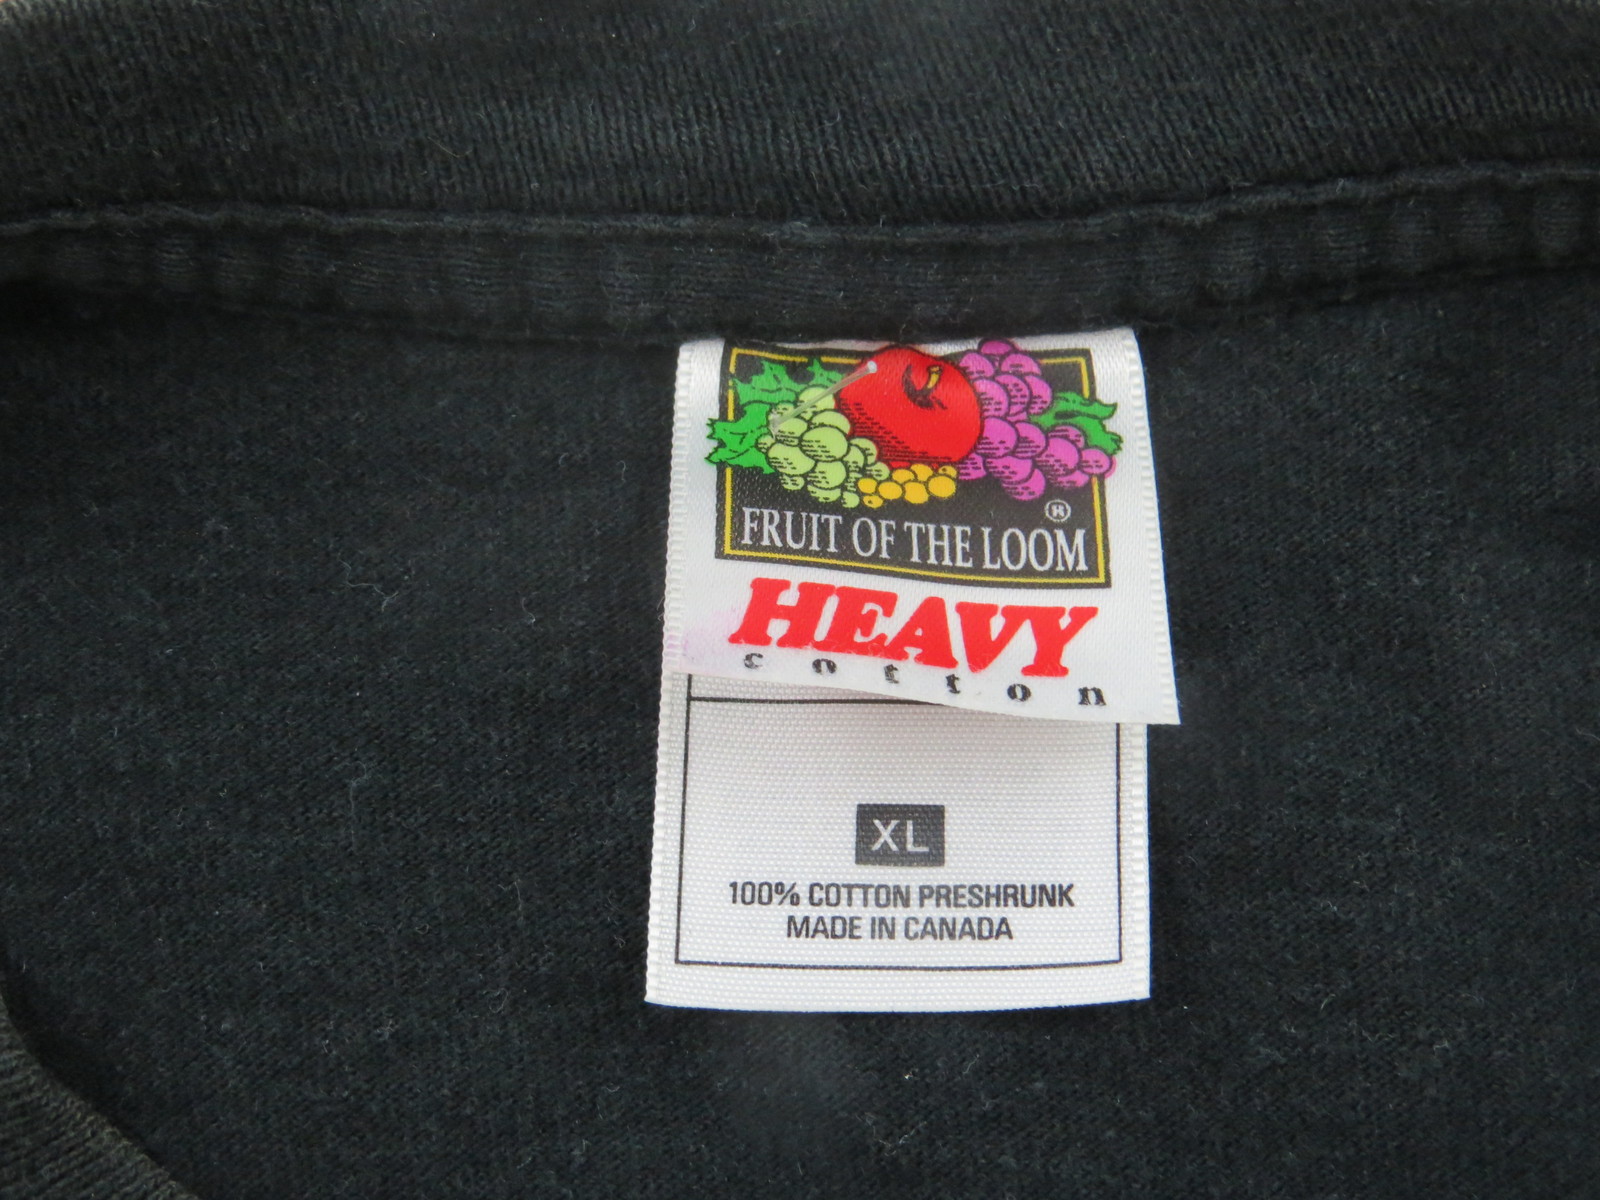 FRUIT OF THE LOOM ®
HEAVY
cotton
XL
100% COTTON PRESHRUNK
MADE IN CANADA